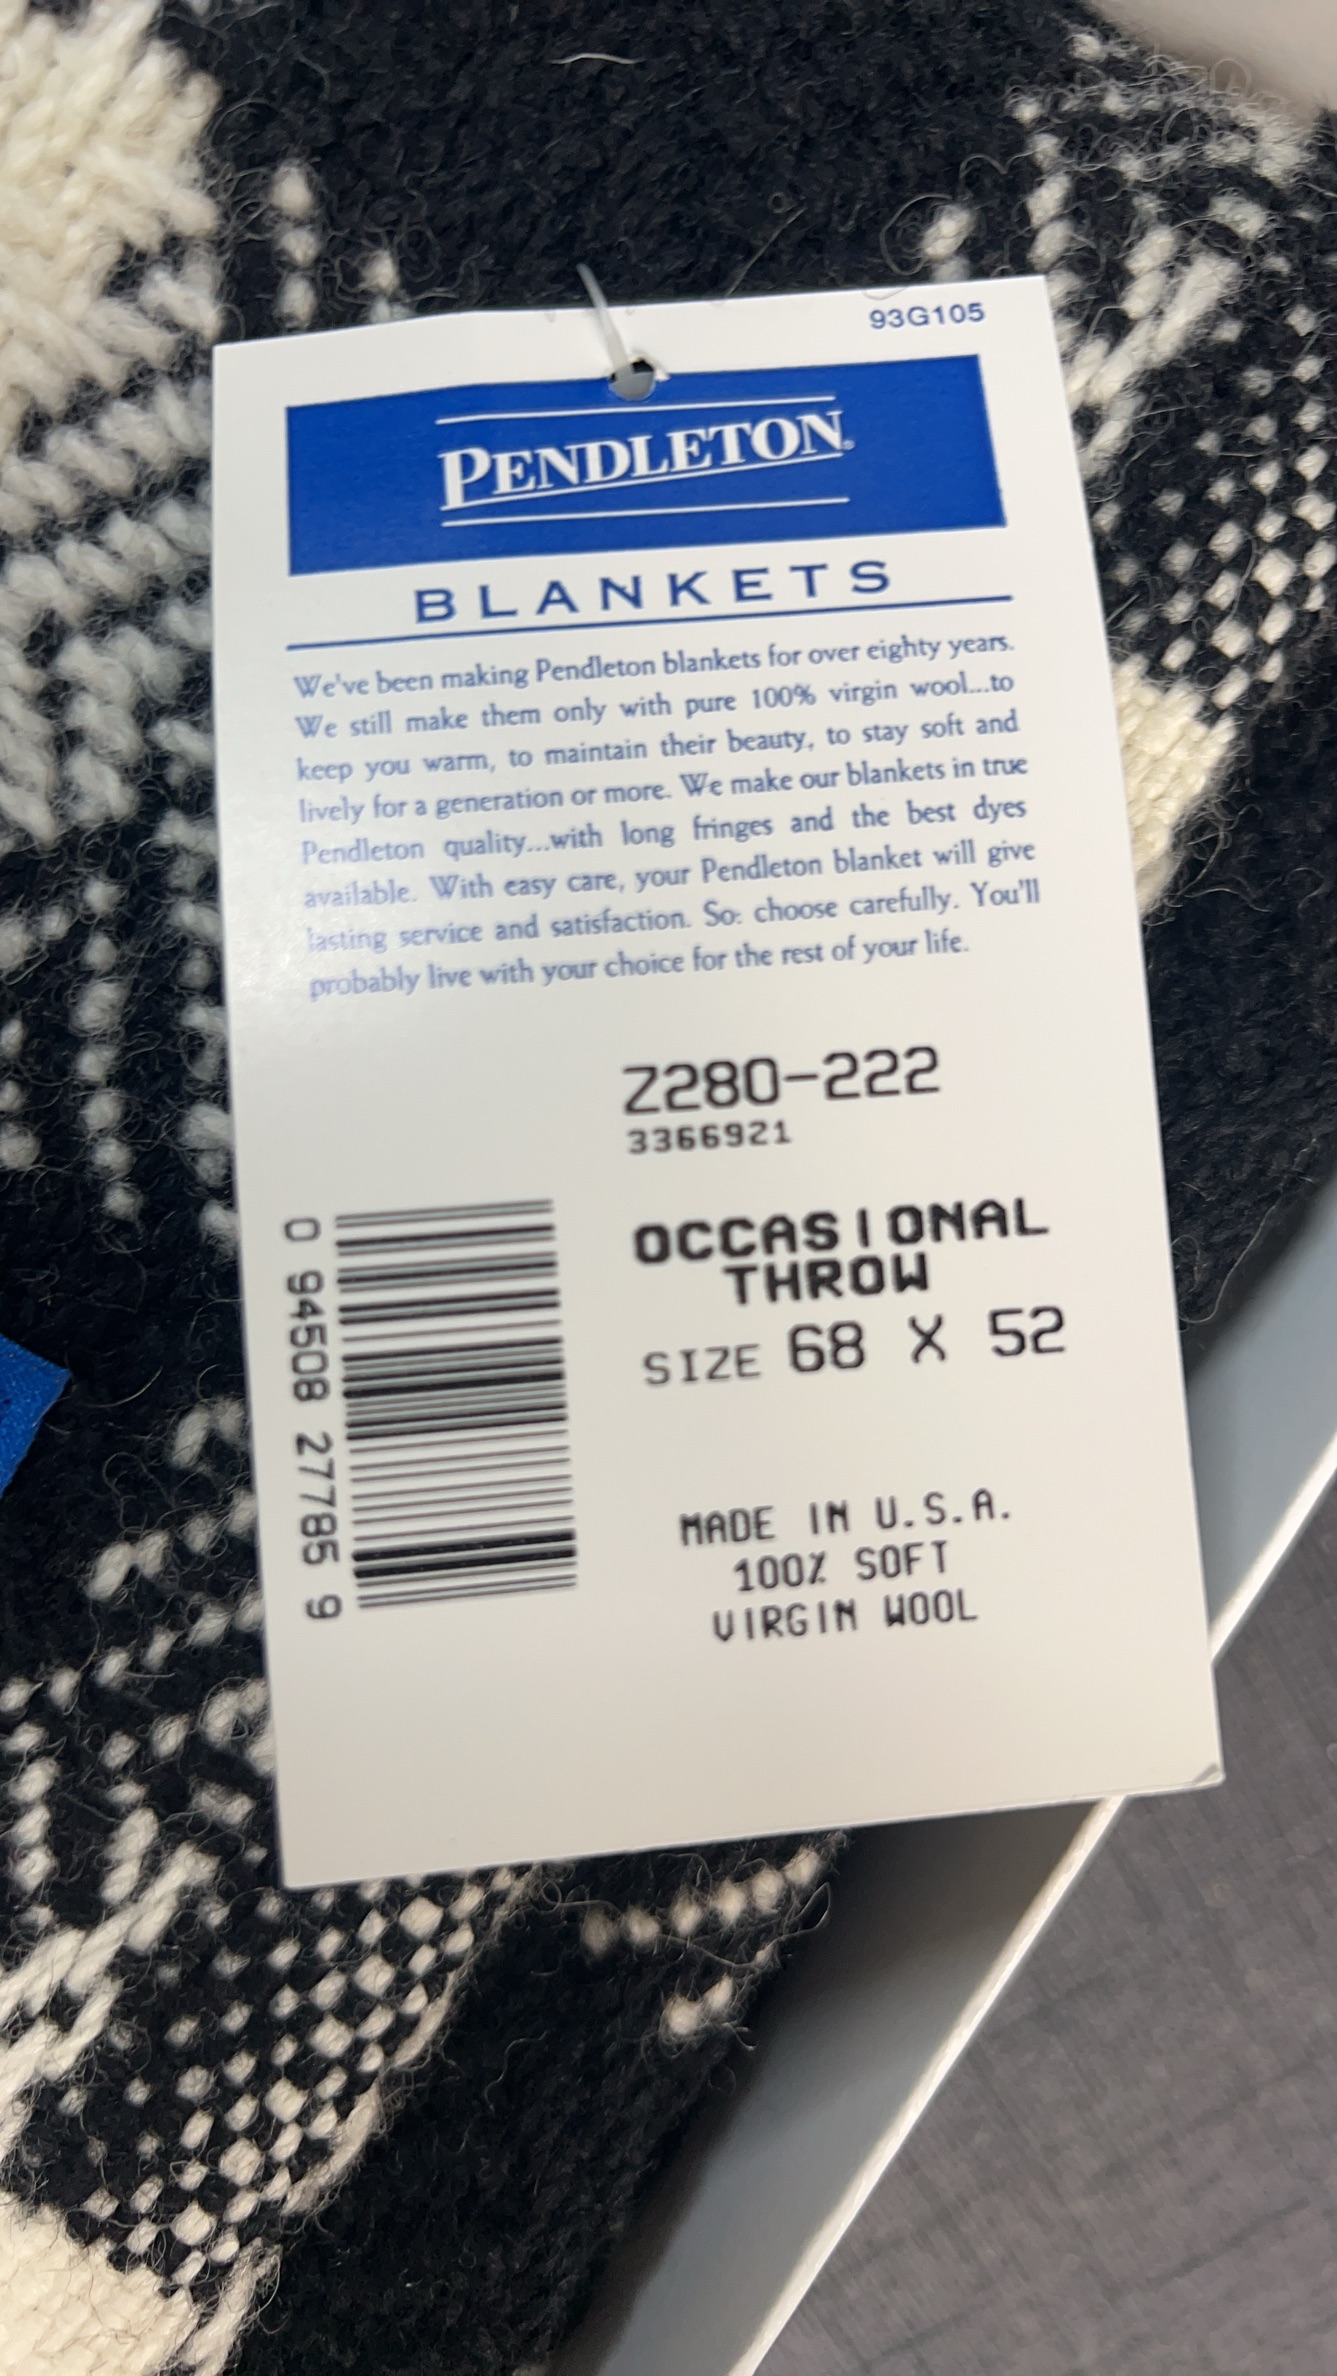 93G105
PENDLETON®
BLANKETS
We've been making Pendleton blankets for over eighty years.
We still make them only with pure 100% virgin wool...to
keep you warm, to maintain their beauty, to stay soft and
lively for a generation or more. We make our blankets in true
Pendleton quality...with long fringes and the best dyes
available. With easy care, your Pendleton blanket will give
lasting service and satisfaction. So: choose carefully. You'll
probably live with your choice for the rest of your life.
Z280-222
3366921
OCCASIONAL
THROW
SIZE 68 X 52
0 94508 27785 9
MADE IN U.S.A.
100% SOFT
VIRGIN WOOL